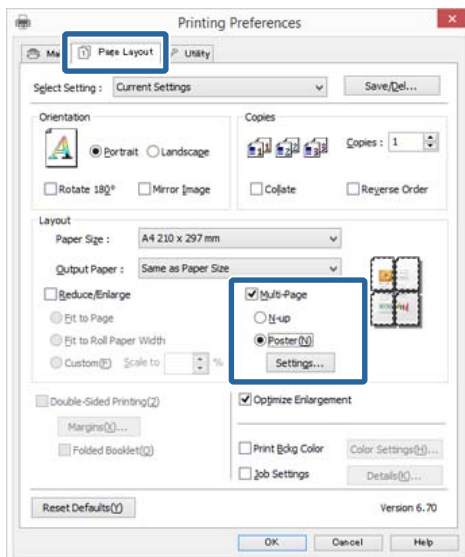 Printing Preferences
Page Layout
Utility
Select Setting : Current Settings Save/Del...
Orientation
Portrait Landscape
Rotate 180° Mirror Image
Copies
Copies : 1
Collate Reverse Order
Layout
Paper Size : A4 210 x 297 mm
Output Paper : Same as Paper Size
Reduce/Enlarge
Fit to Page
Fit to Roll Paper Width
Custom(F) Scale to %
Multi-Page
N-up
Poster(N)
Settings...
Double-Sided Printing(2)
Margins(X)...
Folded Booklet(Q)
Optimize Enlargement
Print Bckg Color Color Settings(H)...
Job Settings Details(K)...
Reset Defaults(Y) Version 6.70
OK Cancel Help